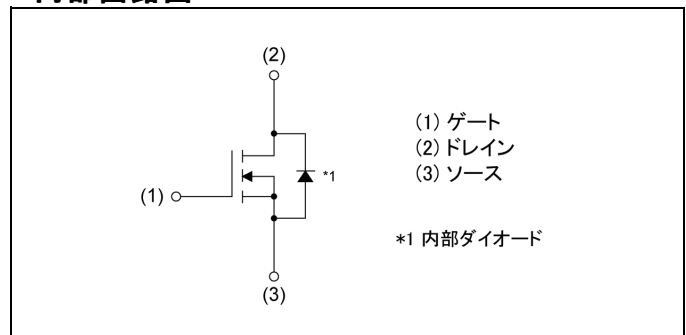 (2)
(1) ゲート
(2) ドレイン
(3) ソース
*1
(1)
*1 内部ダイオード
(3)